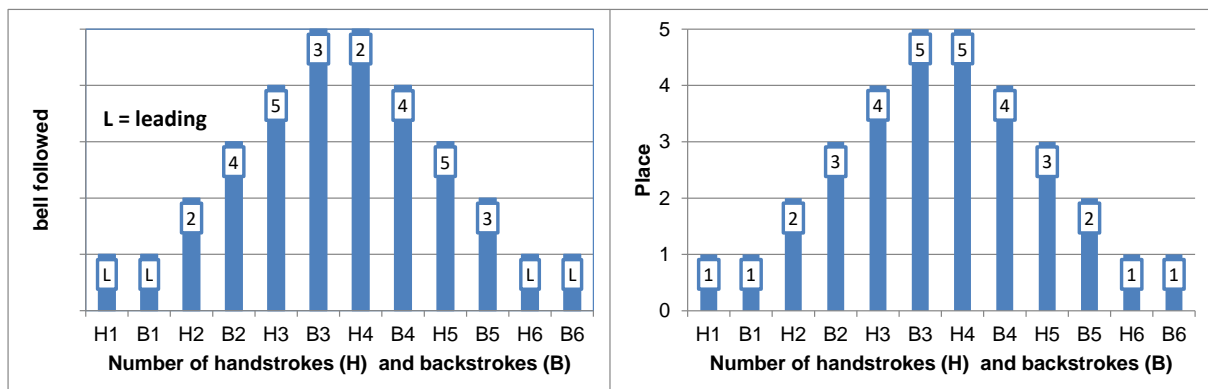 bell followed
L = leading
L L 2 4 5 3 2 4 5 3 L L
H1 B1 H2 B2 H3 B3 H4 B4 H5 B5 H6 B6
Number of handstrokes (H) and backstrokes (B)
Place
5
4
3
2
1
0
1 1 2 3 4 5 5 4 3 2 1 1
H1 B1 H2 B2 H3 B3 H4 B4 H5 B5 H6 B6
Number of handstrokes (H) and backstrokes (B)